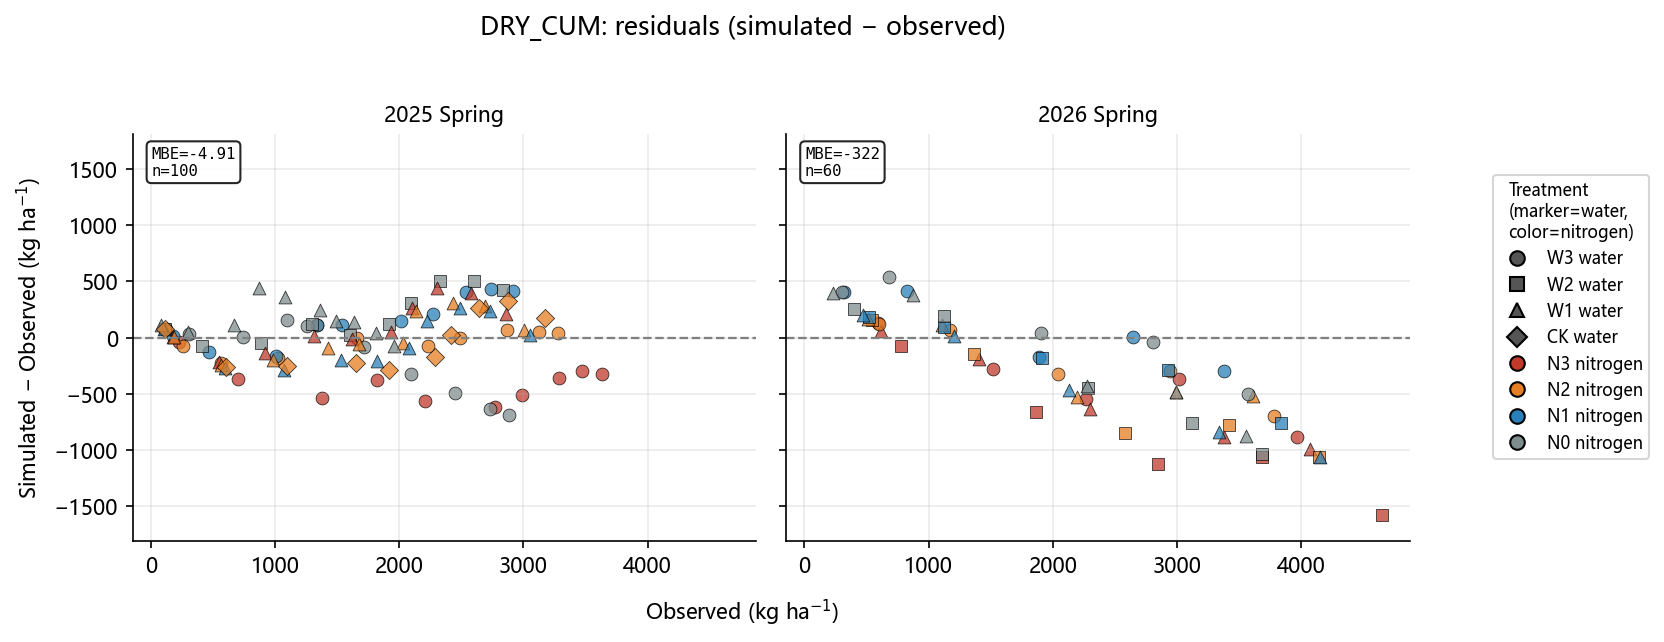 DRY_CUM: residuals (simulated − observed)
2025 Spring
2026 Spring
MBE=-4.91
n=100
MBE=-322
n=60
Simulated − Observed (kg ha⁻¹)
1500
1000
500
0
−500
−1000
−1500
0 1000 2000 3000 4000
0 1000 2000 3000 4000
Observed (kg ha⁻¹)
Treatment
(marker=water,
color=nitrogen)
W3 water
W2 water
W1 water
CK water
N3 nitrogen
N2 nitrogen
N1 nitrogen
N0 nitrogen